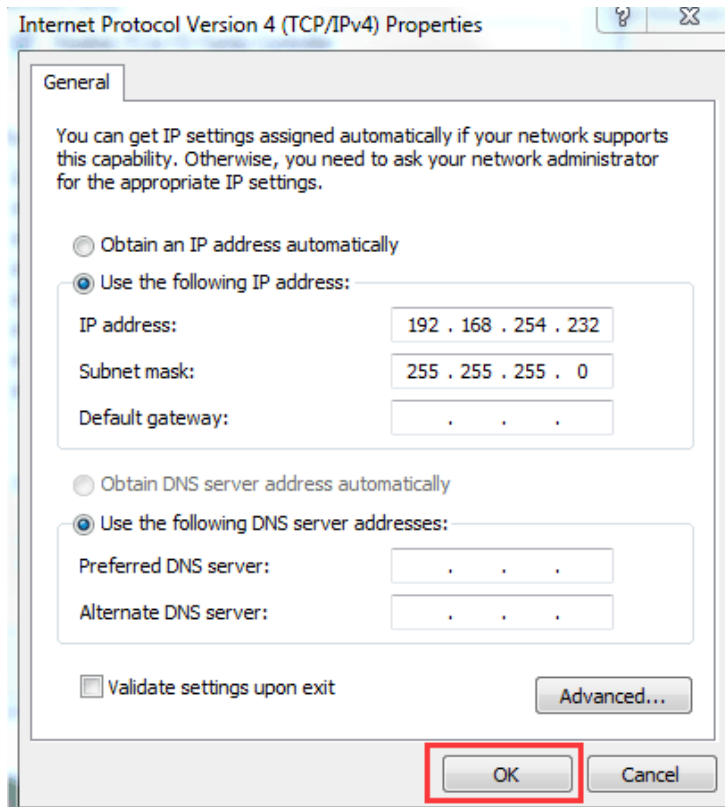 Internet Protocol Version 4 (TCP/IPv4) Properties
?
General
You can get IP settings assigned automatically if your network supports
this capability. Otherwise, you need to ask your network administrator
for the appropriate IP settings.
Obtain an IP address automatically
Use the following IP address:
IP address: 192 . 168 . 254 . 232
Subnet mask: 255 . 255 . 255 . 0
Default gateway: . . .
Obtain DNS server address automatically
Use the following DNS server addresses:
Preferred DNS server: . . .
Alternate DNS server: . . .
Validate settings upon exit
Advanced...
OK Cancel